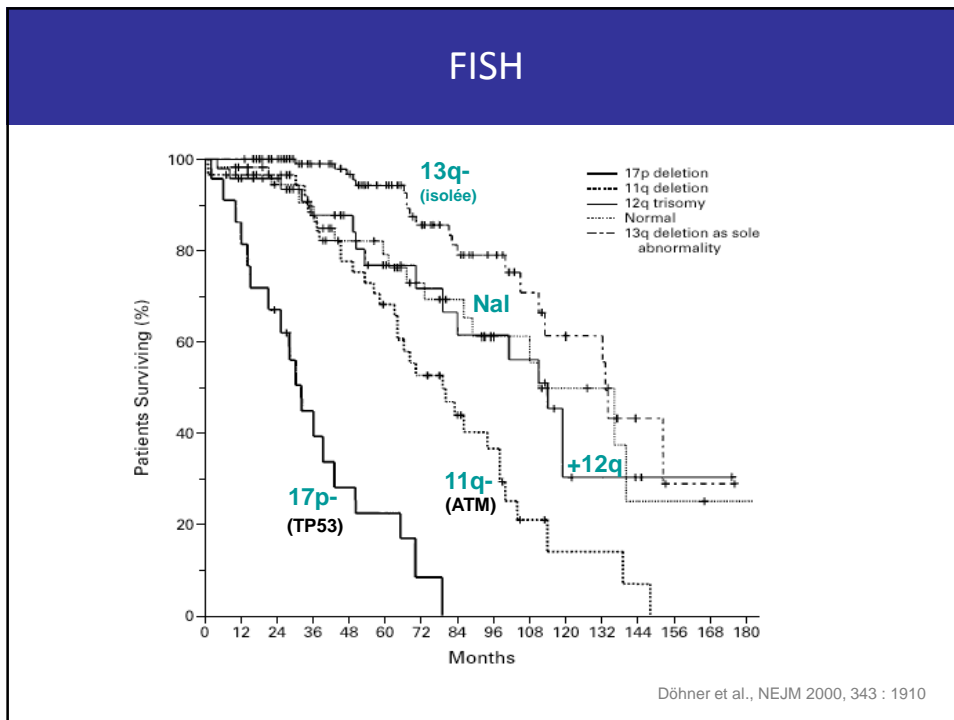 FISH
100
80
60
40
20
0
Patients Surviving (%)
0 12 24 36 48 60 72 84 96 108 120 132 144 156 168 180
Months
13q-
(isolée)
Nal
+12q
11q-
(ATM)
17p-
(TP53)
17p deletion
11q deletion
12q trisomy
Normal
13q deletion as sole
abnormality
Döhner et al., NEJM 2000, 343 : 1910